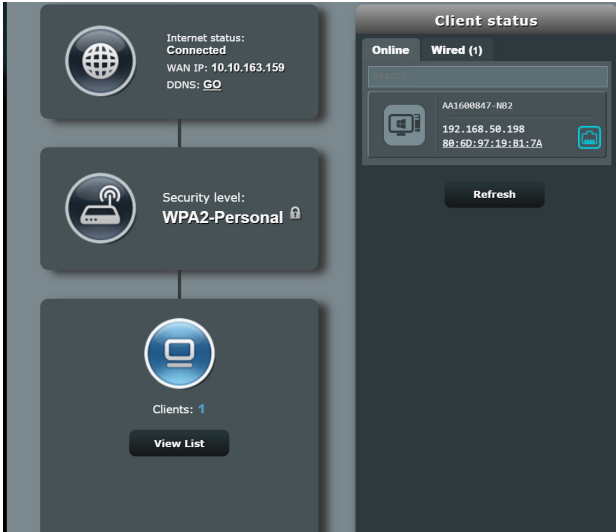 Internet status:
Connected
WAN IP: 10.10.163.159
DDNS: GO
Security level:
WPA2-Personal
Clients: 1
View List
Client status
Online
Wired (1)
Search
AA1600847-NB2
192.168.50.198
80:6D:97:19:B1:7A
Refresh